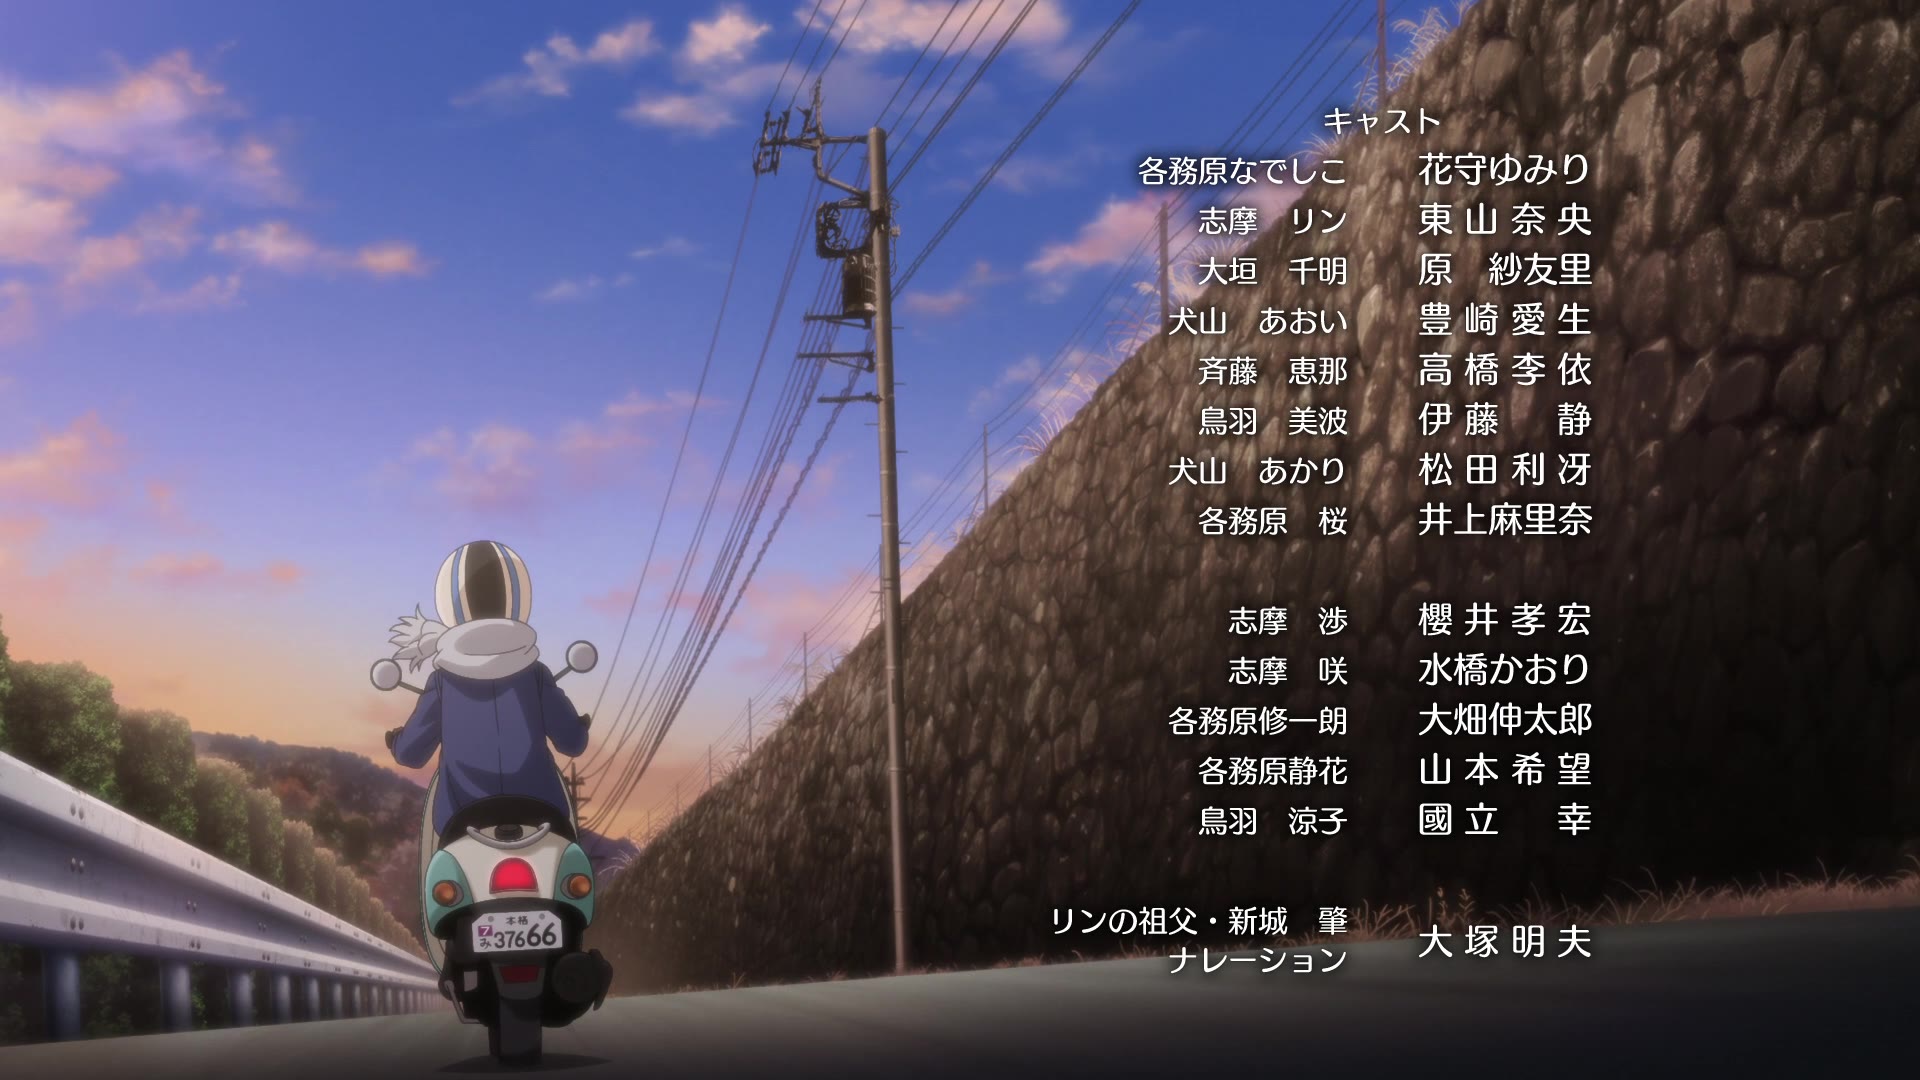 キャスト
各務原なでしこ　花守ゆみり
志摩　リン　東山奈央
大垣　千明　原　紗友里
犬山　あおい　豊崎愛生
斉藤　恵那　高橋李依
鳥羽　美波　伊藤　静
犬山　あかり　松田利冴
各務原　桜　井上麻里奈
志摩　渉　櫻井孝宏
志摩　咲　水橋かおり
各務原修一朗　大畑伸太郎
各務原静花　山本希望
鳥羽　涼子　國立　幸
リンの祖父・新城　肇
ナレーション　大塚明夫
本栖
7
み 37666